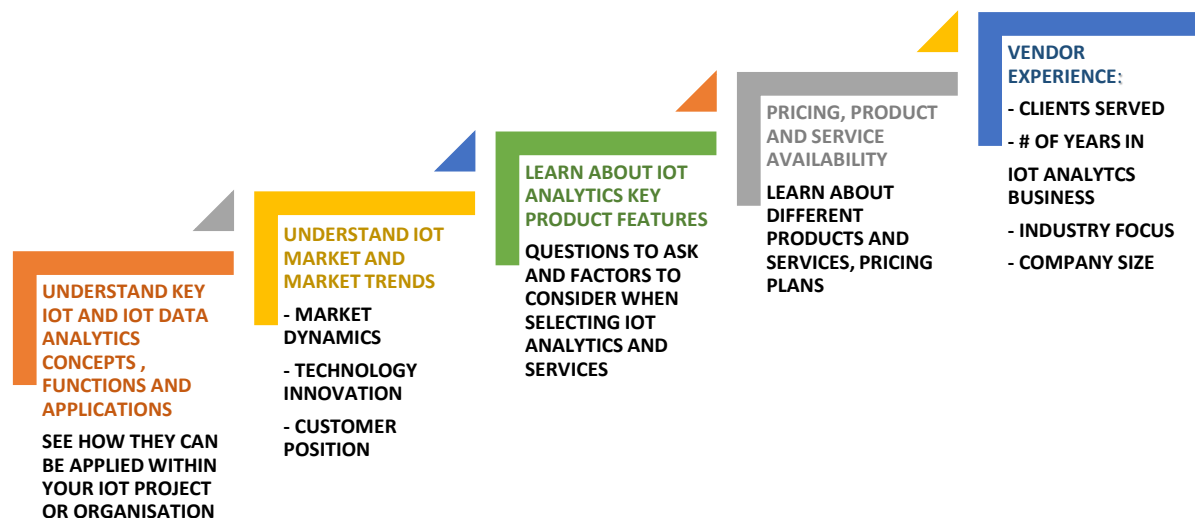 UNDERSTAND KEY
IOT AND IOT DATA
ANALYTICS
CONCEPTS ,
FUNCTIONS AND
APPLICATIONS
SEE HOW THEY CAN
BE APPLIED WITHIN
YOUR IOT PROJECT
OR ORGANISATION
UNDERSTAND IOT
MARKET AND
MARKET TRENDS
- MARKET
DYNAMICS
- TECHNOLOGY
INNOVATION
- CUSTOMER
POSITION
LEARN ABOUT IOT
ANALYTICS KEY
PRODUCT FEATURES
QUESTIONS TO ASK
AND FACTORS TO
CONSIDER WHEN
SELECTING IOT
ANALYTICS AND
SERVICES
PRICING, PRODUCT
AND SERVICE
AVAILABILITY
LEARN ABOUT
DIFFERENT
PRODUCTS AND
SERVICES, PRICING
PLANS
VENDOR
EXPERIENCE:
- CLIENTS SERVED
- # OF YEARS IN
IOT ANALYTCS
BUSINESS
- INDUSTRY FOCUS
- COMPANY SIZE